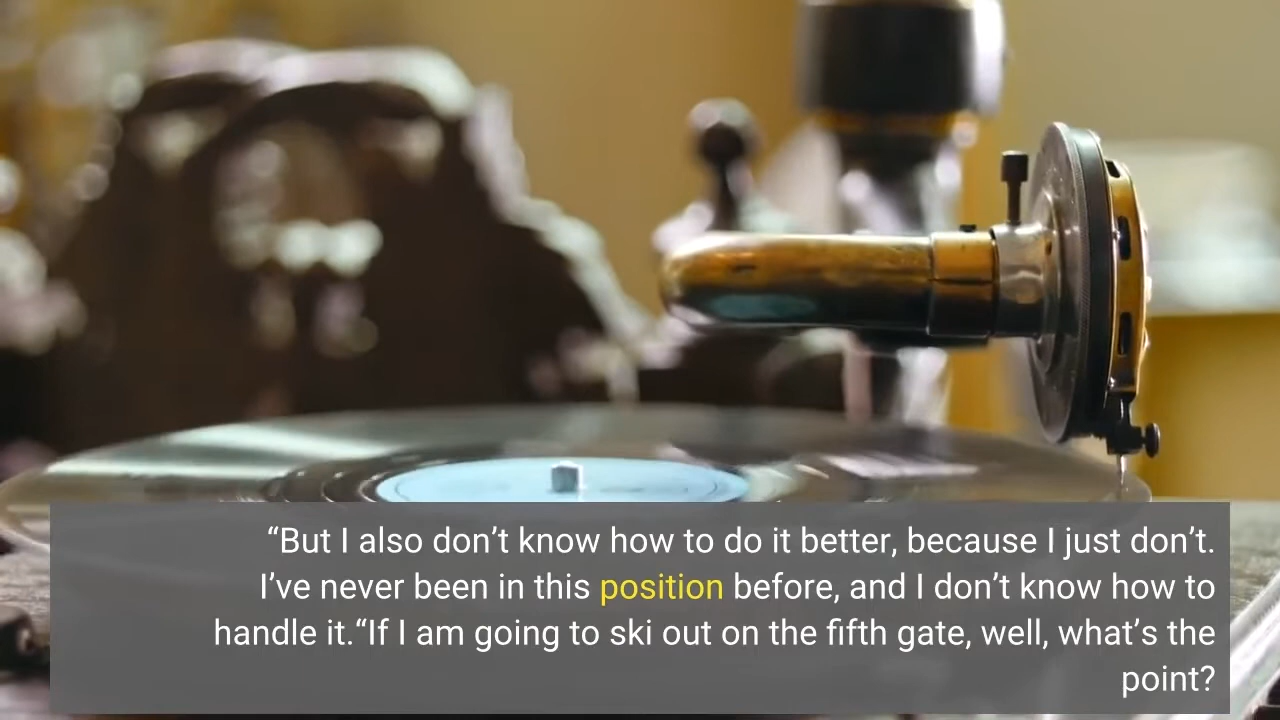 “But I also don’t know how to do it better, because I just don’t.
I’ve never been in this position before, and I don’t know how to
handle it.“If I am going to ski out on the fifth gate, well, what’s the
point?